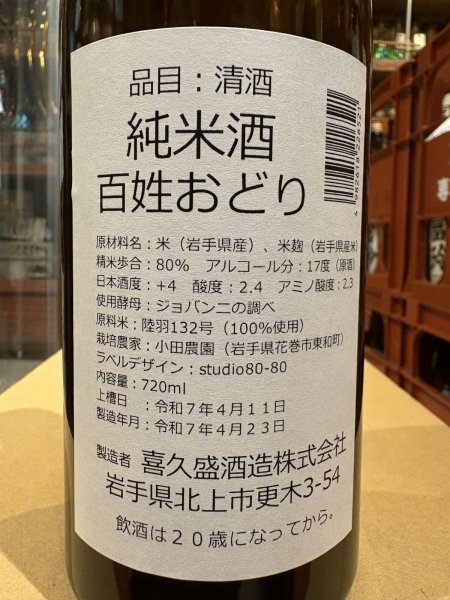 品目：清酒
純米酒
百姓おどり
原材料名：米（岩手県産）、米麹（岩手県産米）
精米歩合：80%　アルコール分：17度（原酒）
日本酒度：+4　酸度：2.4　アミノ酸度：2.3
使用酵母：ジョバン二の調べ
原料米：陸羽132号（100%使用）
栽培農家：小田農園（岩手県花巻市東和町）
ラベルデザイン：studio80-80
内容量：720ml
上槽日　：令和７年４月１１日
製造年月：令和７年４月２３日
製造者　喜久盛酒造株式会社
岩手県北上市更木3-54
飲酒は２０歳になってから。
4 982616 226521